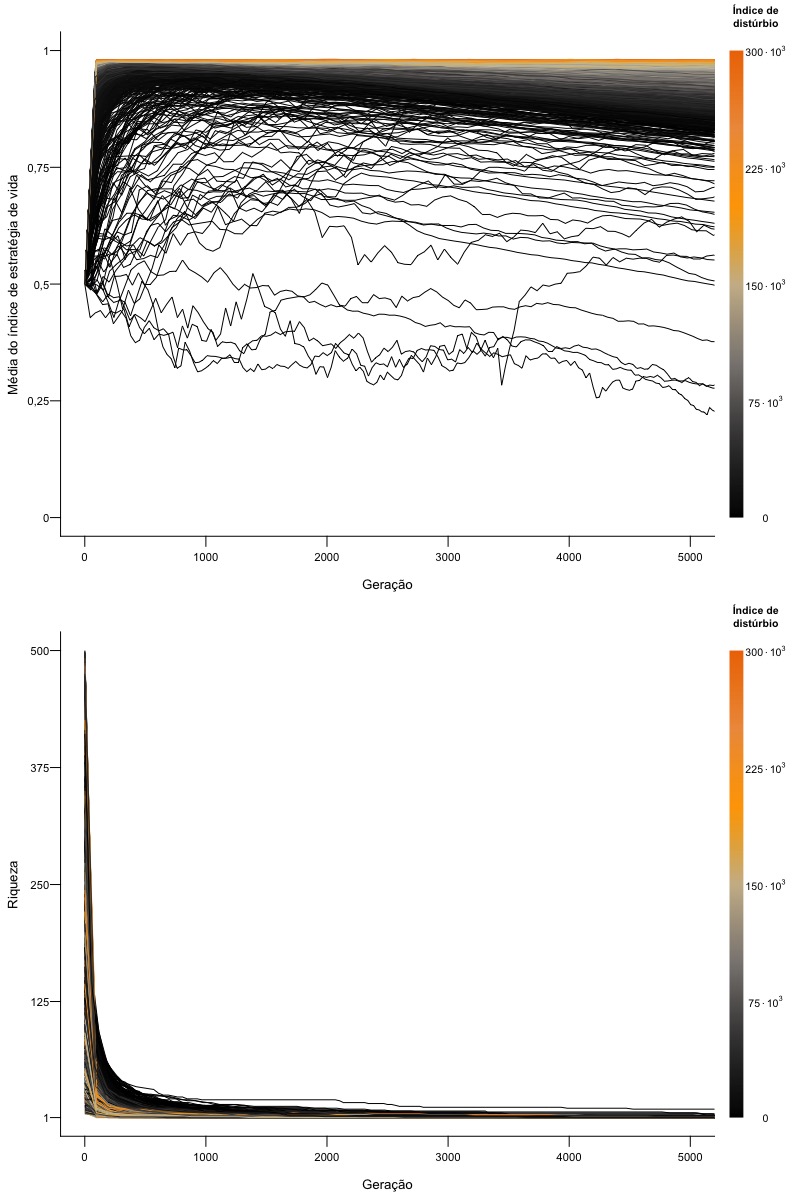 Índice de
distúrbio
300 · 10³
225 · 10³
150 · 10³
75 · 10³
0
1
0,75
0,5
0,25
0
Média do índice de estratégia de vida
0
1000
2000
3000
4000
5000
Geração
Índice de
distúrbio
300 · 10³
225 · 10³
150 · 10³
75 · 10³
0
500
375
250
125
1
Riqueza
0
1000
2000
3000
4000
5000
Geração